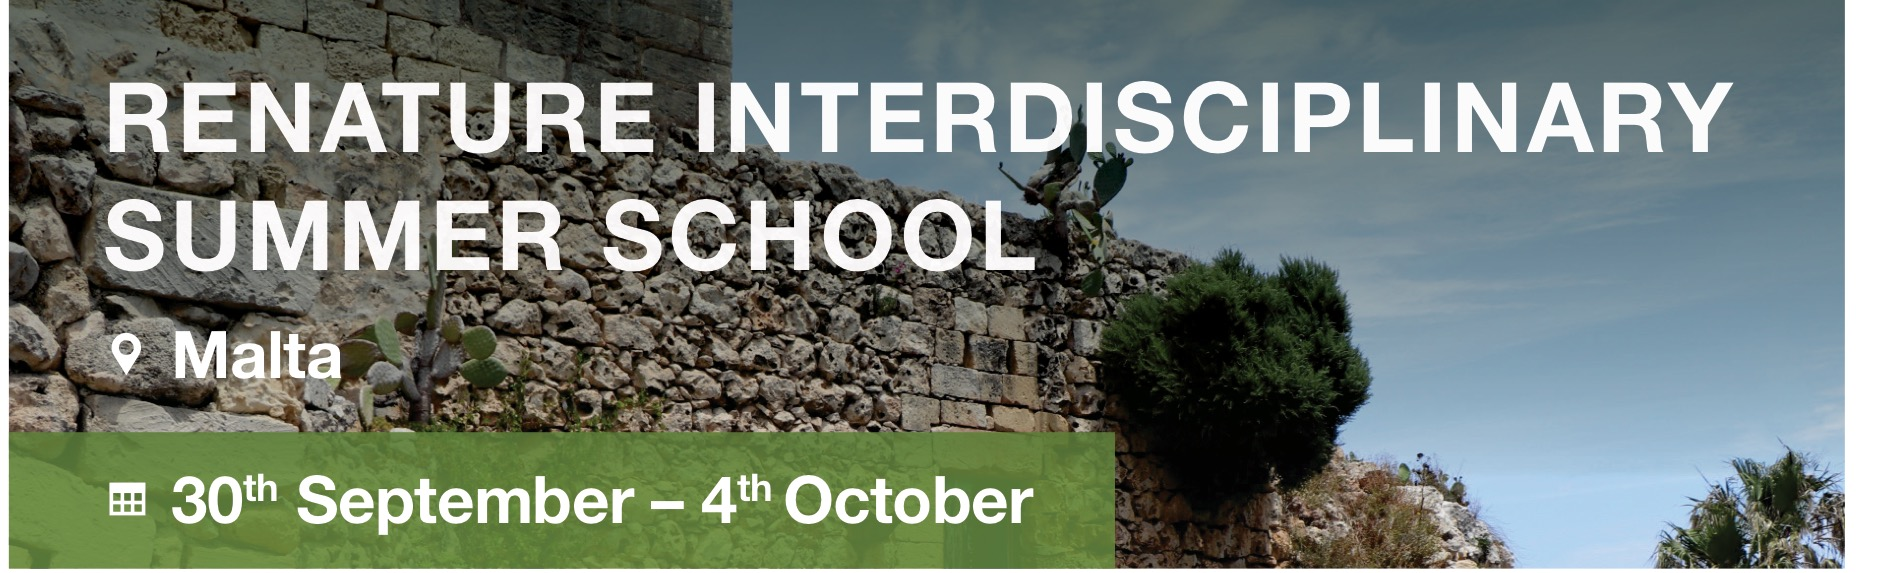 RENATURE INTERDISCIPLINARY
SUMMER SCHOOL
Malta
30th September – 4th October